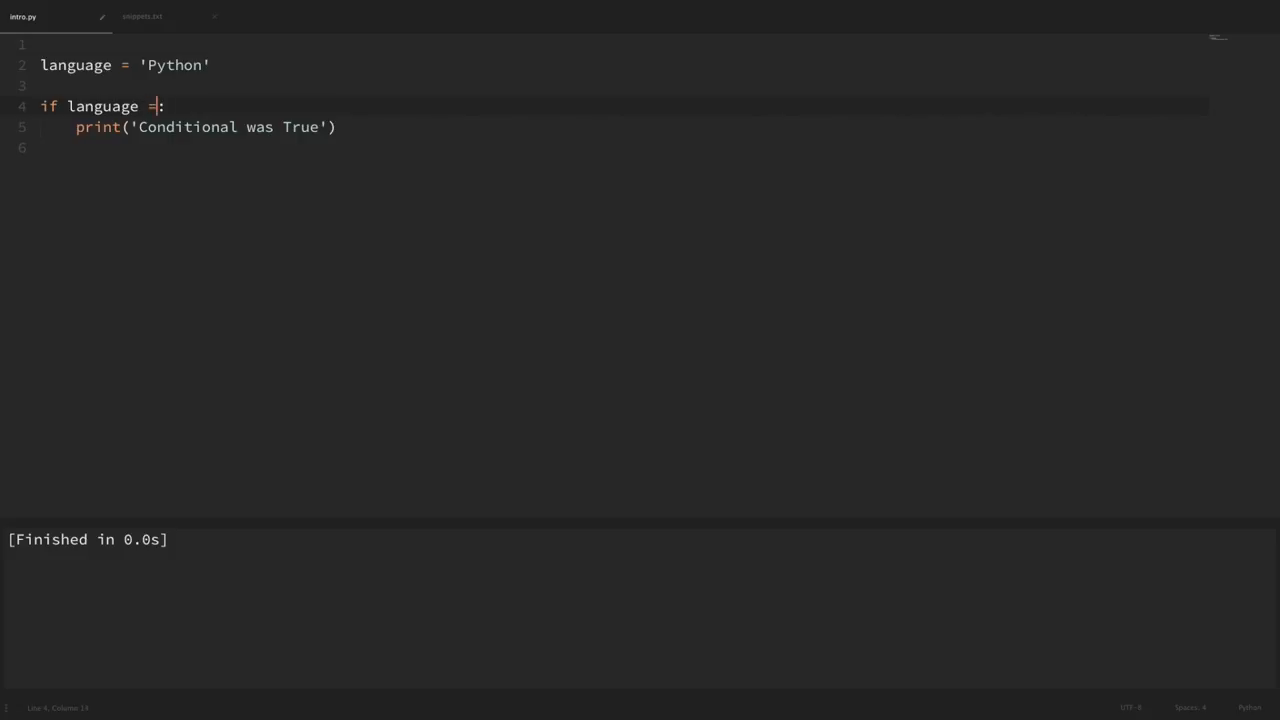 intro.py
snippets.txt
1
2 language = 'Python'
3
4 if language =:
5 print('Conditional was True')
6
[Finished in 0.0s]
Line 4, Column 14
UTF-8 Spaces: 4 Python